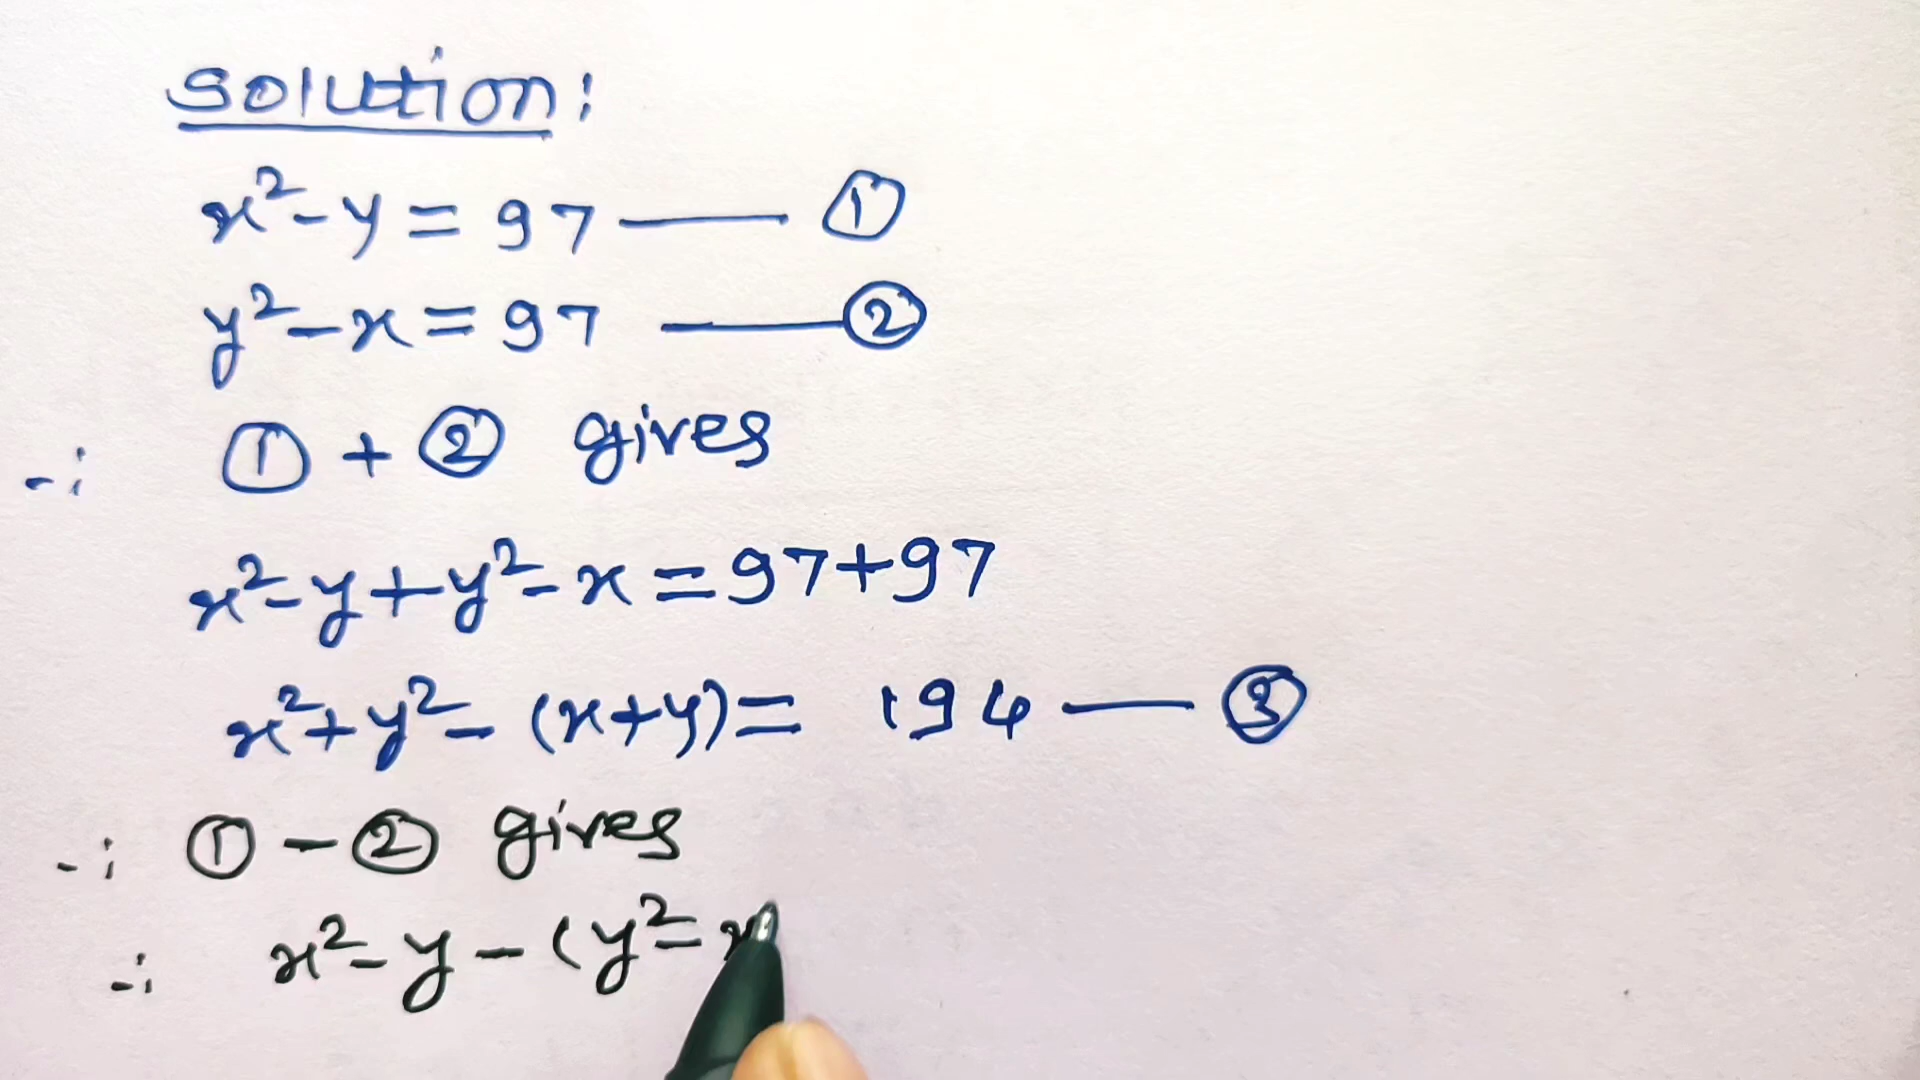 Solution:
x²-y = 97 —— ①
y²-x = 97 —— ②
∴ ① + ② gives
x²-y+y²-x = 97+97
x²+y²-(x+y) = 194 — ③
∴ ① - ② gives
∴ x²-y-(y²-x